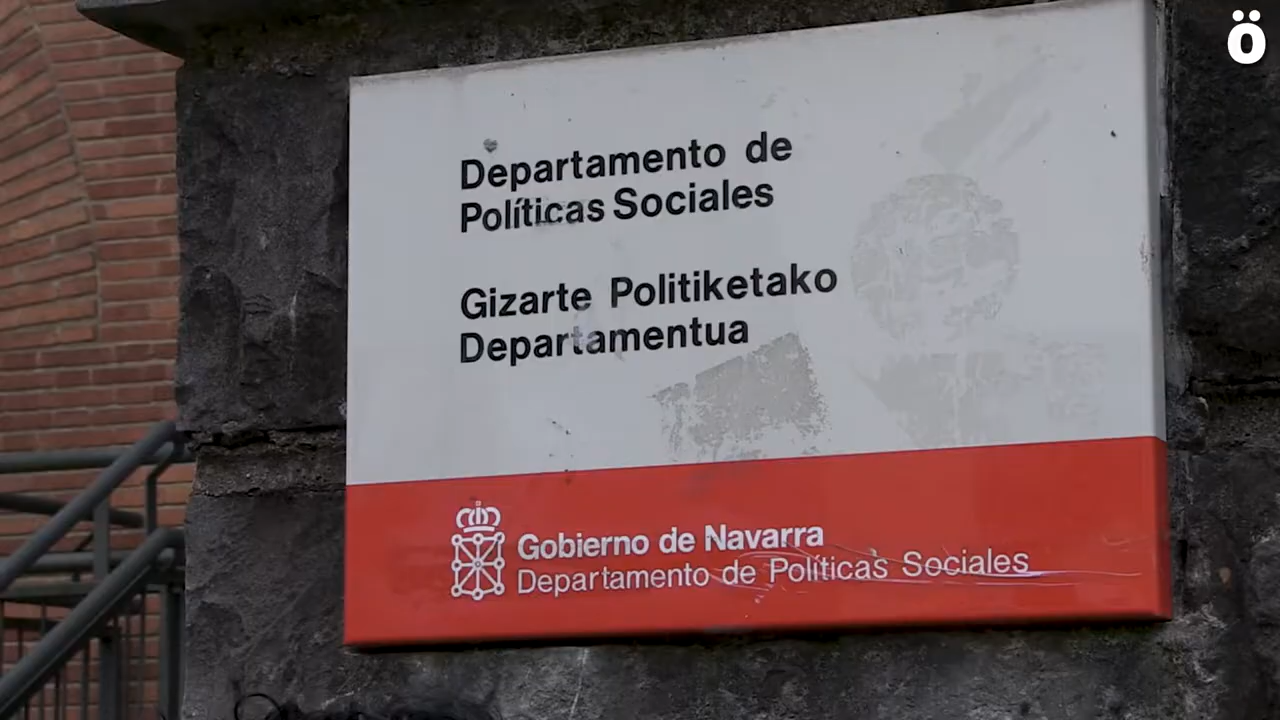 ö
Departamento de
Políticas Sociales
Gizarte Politiketako
Departamentua
Gobierno de Navarra
Departamento de Políticas Sociales